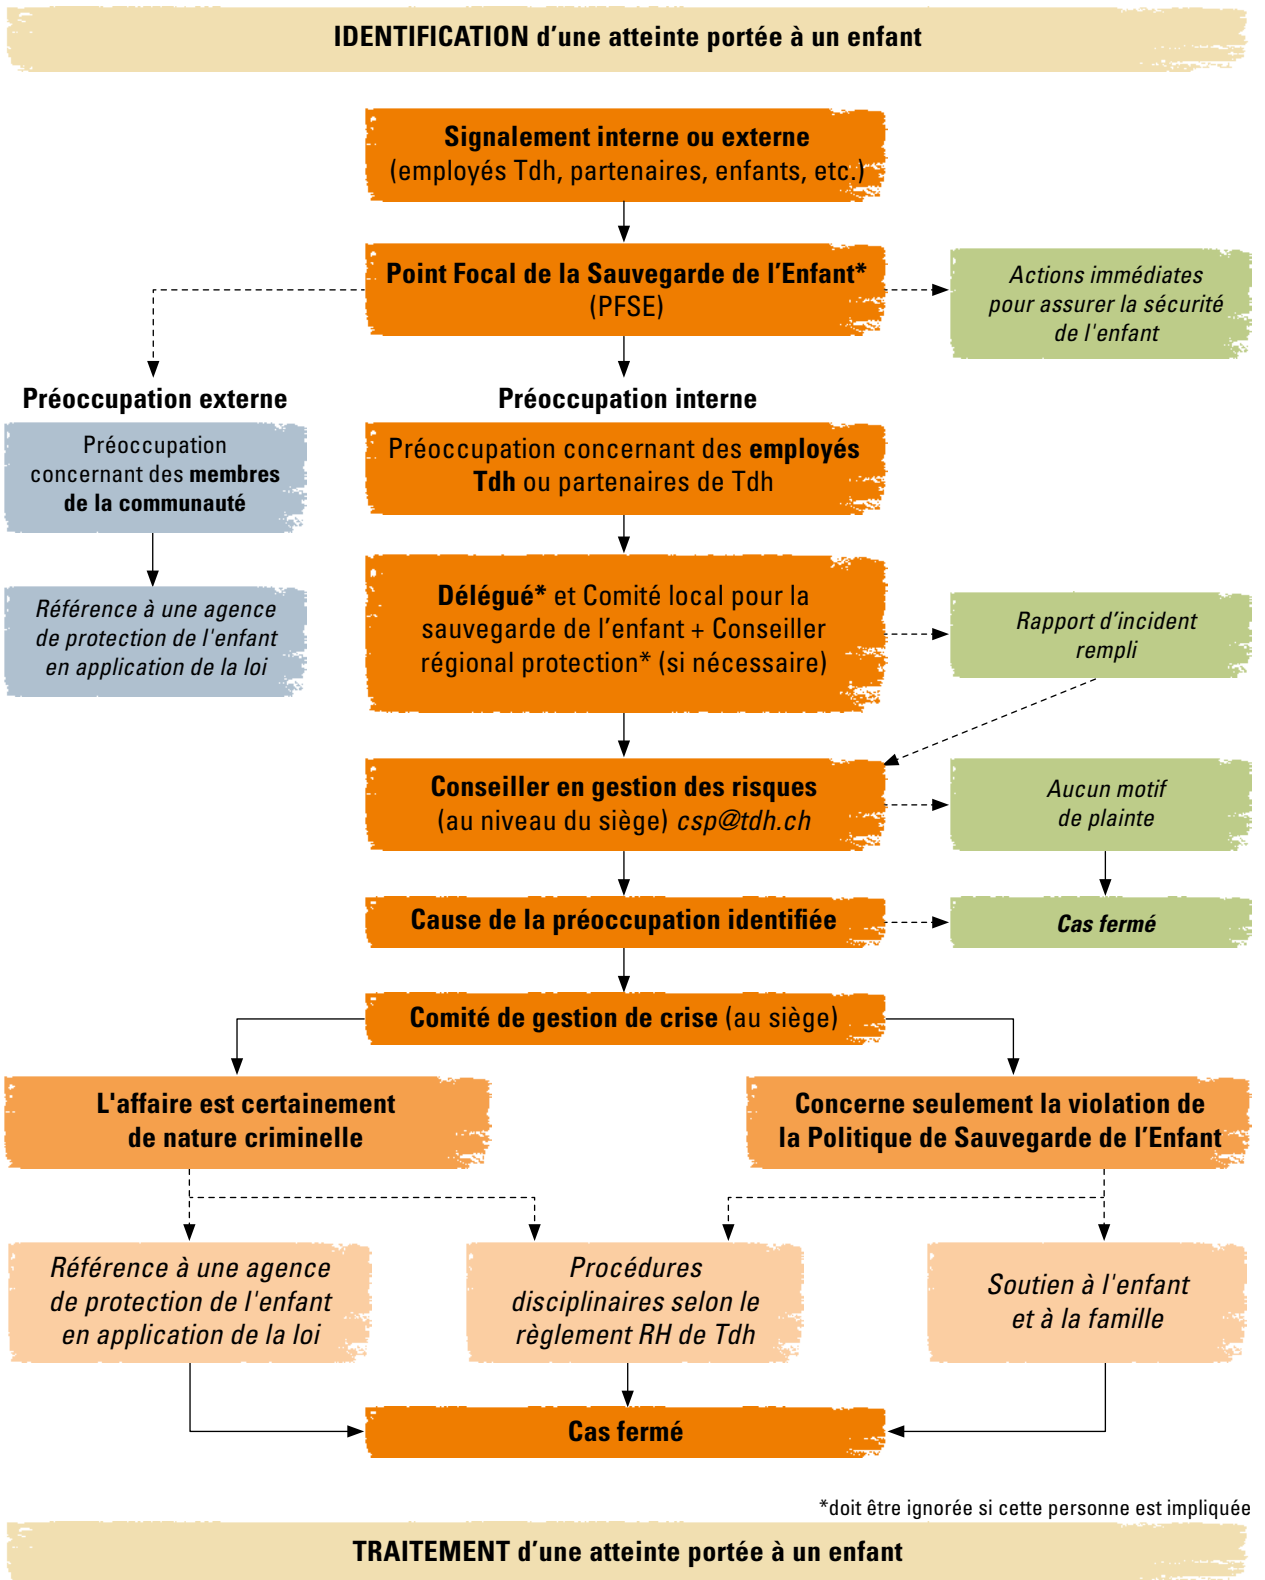 IDENTIFICATION d'une atteinte portée à un enfant
Signalement interne ou externe
(employés Tdh, partenaires, enfants, etc.)
Point Focal de la Sauvegarde de l'Enfant*
(PFSE)
Actions immédiates
pour assurer la sécurité
de l'enfant
Préoccupation externe
Préoccupation
concernant des membres
de la communauté
Référence à une agence
de protection de l'enfant
en application de la loi
Préoccupation interne
Préoccupation concernant des employés
Tdh ou partenaires de Tdh
Délégué* et Comité local pour la
sauvegarde de l'enfant + Conseiller
régional protection* (si nécessaire)
Rapport d'incident
rempli
Conseiller en gestion des risques
(au niveau du siège) csp@tdh.ch
Aucun motif
de plainte
Cause de la préoccupation identifiée
Cas fermé
Comité de gestion de crise (au siège)
L'affaire est certainement
de nature criminelle
Concerne seulement la violation de
la Politique de Sauvegarde de l'Enfant
Référence à une agence
de protection de l'enfant
en application de la loi
Procédures
disciplinaires selon le
règlement RH de Tdh
Soutien à l'enfant
et à la famille
Cas fermé
*doit être ignorée si cette personne est impliquée
TRAITEMENT d'une atteinte portée à un enfant